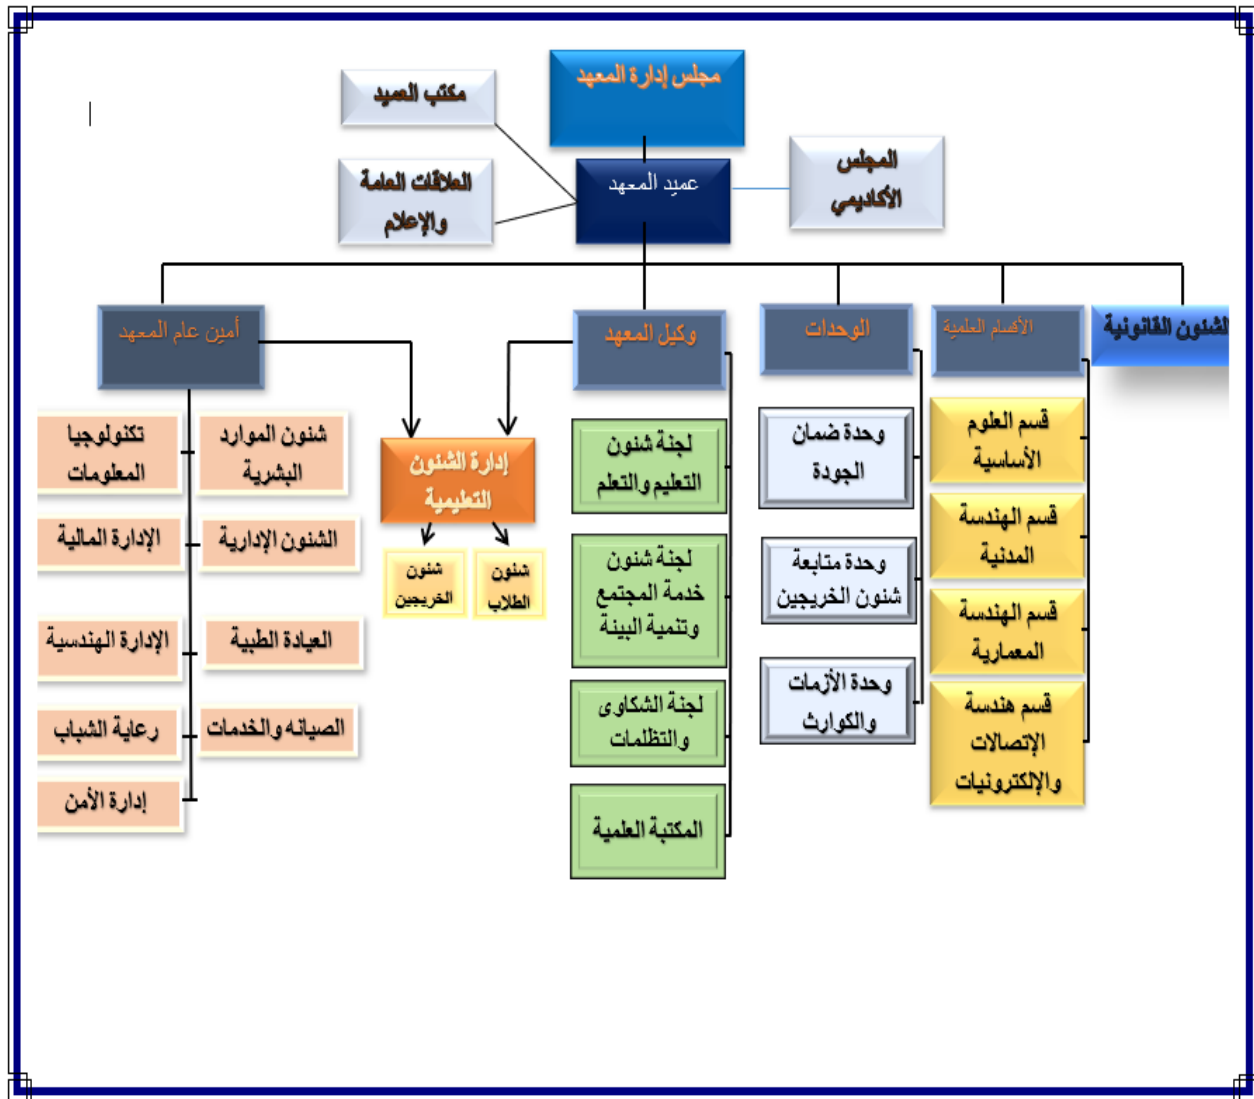 مجلس إدارة المعهد
مكتب العميد
المجلس
الأكاديمي
عميد المعهد
العلاقات العامة
والإعلام
الشئون القانونية
الأقسام العلمية
الوحدات
وكيل المعهد
أمين عام المعهد
قسم العلوم
الأساسية
قسم الهندسة
المدنية
قسم الهندسة
المعمارية
قسم هندسة
الإتصالات
والإلكترونيات
وحدة ضمان
الجودة
وحدة متابعة
شئون الخريجين
وحدة الأزمات
والكوارث
لجنة شئون
التعليم والتعلم
لجنة شئون
خدمة المجتمع
وتنمية البيئة
لجنة الشكاوى
والتظلمات
المكتبة العلمية
إدارة الشئون
التعليمية
شئون
الطلاب
شئون
الخريجين
شئون الموارد
البشرية
تكنولوجيا
المعلومات
الشئون الإدارية
الإدارة المالية
العيادة الطبية
الإدارة الهندسية
الصيانه والخدمات
رعاية الشباب
إدارة الأمن